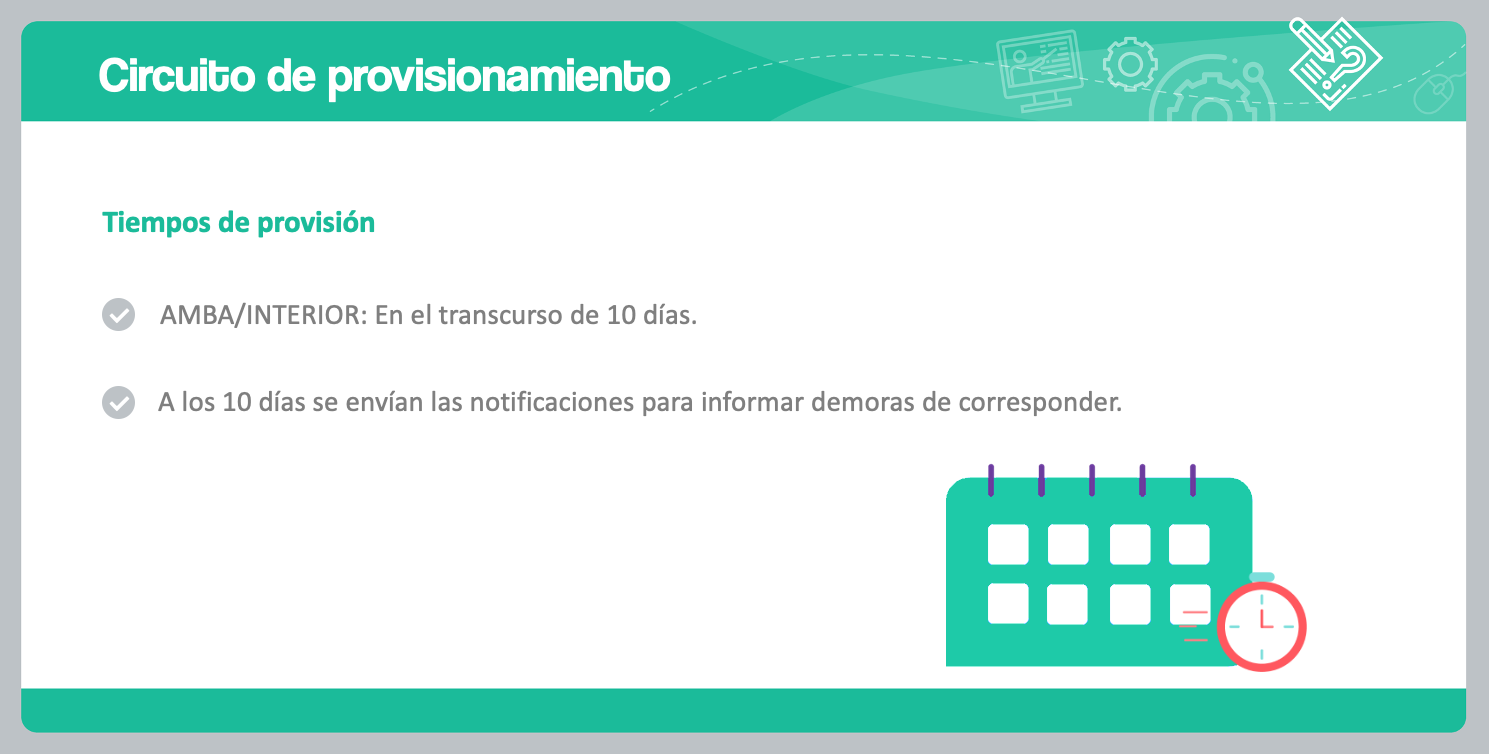 Circuito de provisionamiento
Tiempos de provisión
AMBA/INTERIOR: En el transcurso de 10 días.
A los 10 días se envían las notificaciones para informar demoras de corresponder.